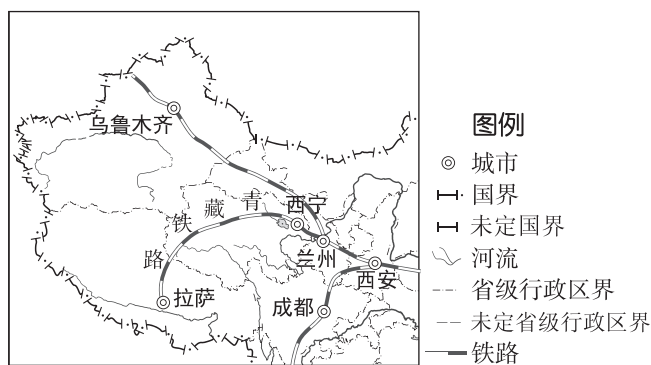 乌鲁木齐
西宁
青藏铁路
兰州
西安
拉萨
成都
图例
城市
国界
未定国界
河流
省级行政区界
未定省级行政区界
铁路